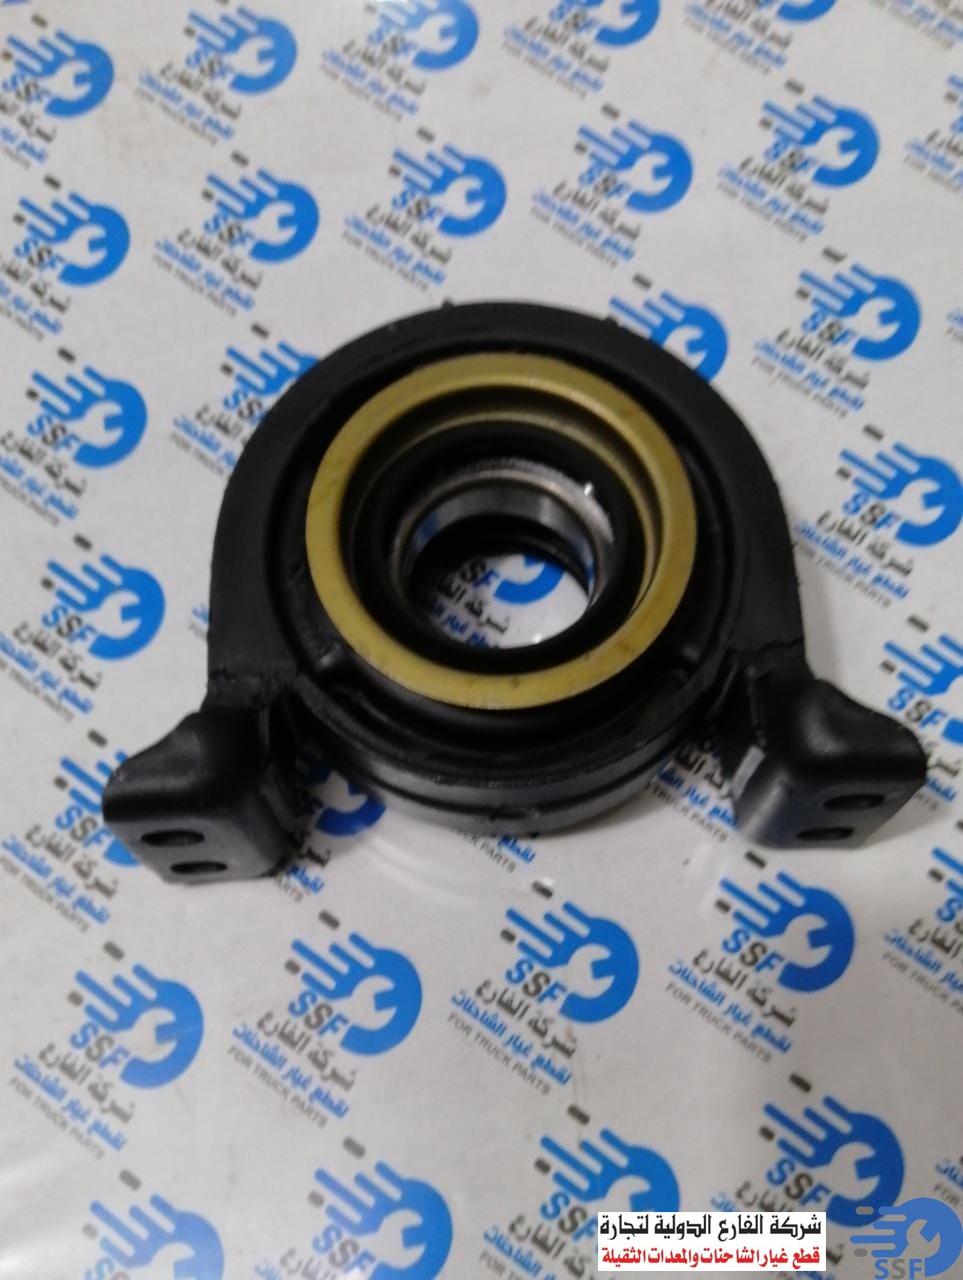 SSF
شركة الفارع
لقطع غيار الشاحنات
FOR TRUCK PARTS
شركة الفارع الدولية لتجارة
قطع غيار الشاحنات والمعدات الثقيلة
SSF